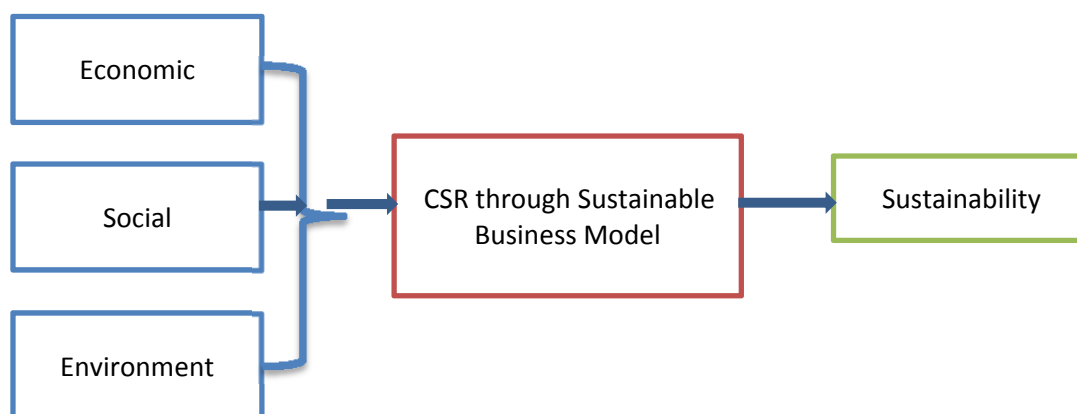 Economic
Social
Environment
CSR through Sustainable
Business Model
Sustainability